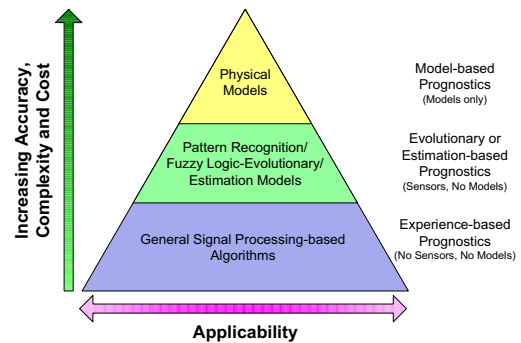 Increasing Accuracy,
Complexity and Cost
Physical
Models
Model-based
Prognostics
(Models only)
Pattern Recognition/
Fuzzy Logic-Evolutionary/
Estimation Models
Evolutionary or
Estimation-based
Prognostics
(Sensors, No Models)
General Signal Processing-based
Algorithms
Experience-based
Prognostics
(No Sensors, No Models)
Applicability